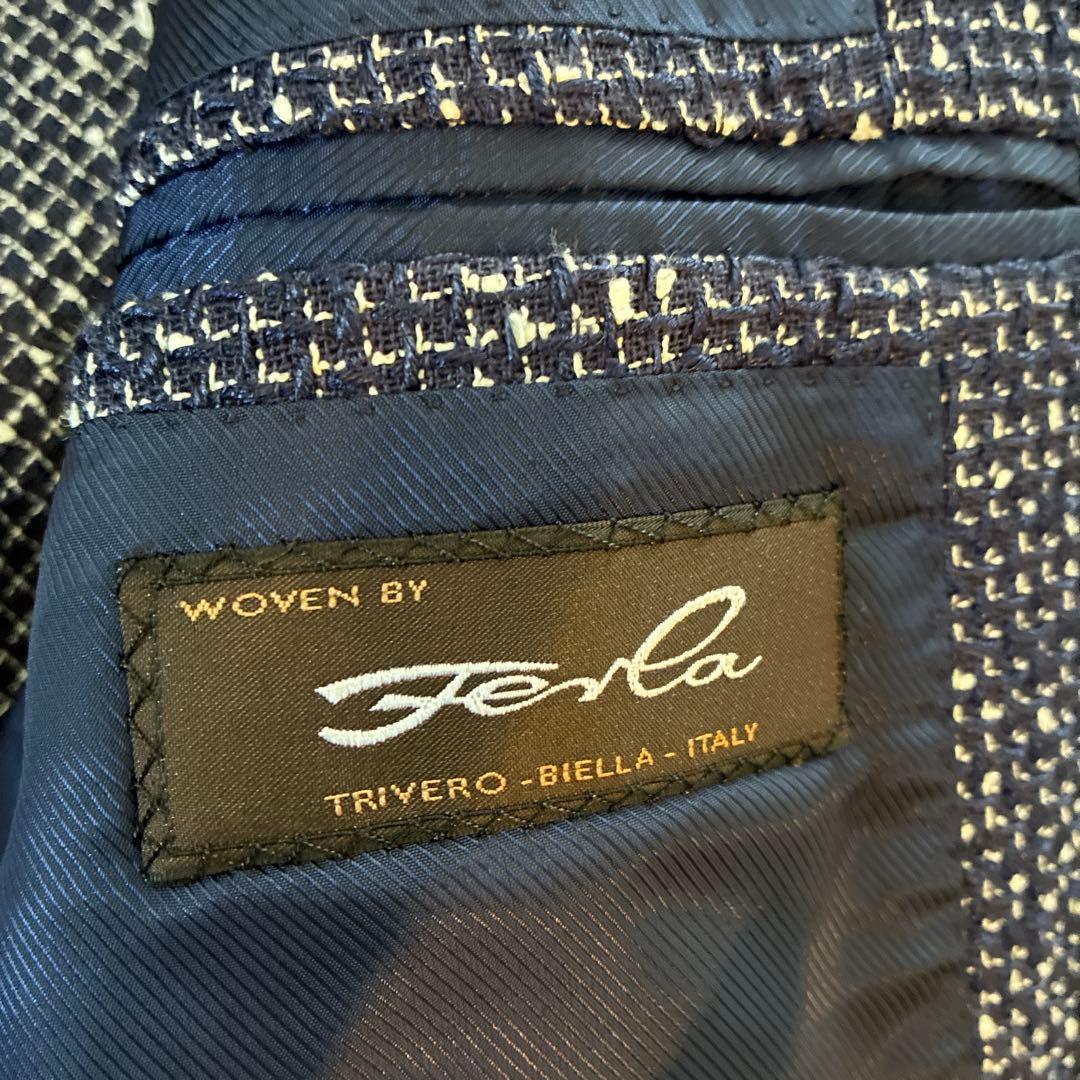 WOVEN BY
Ferla
TRIVERO - BIELLA - ITALY